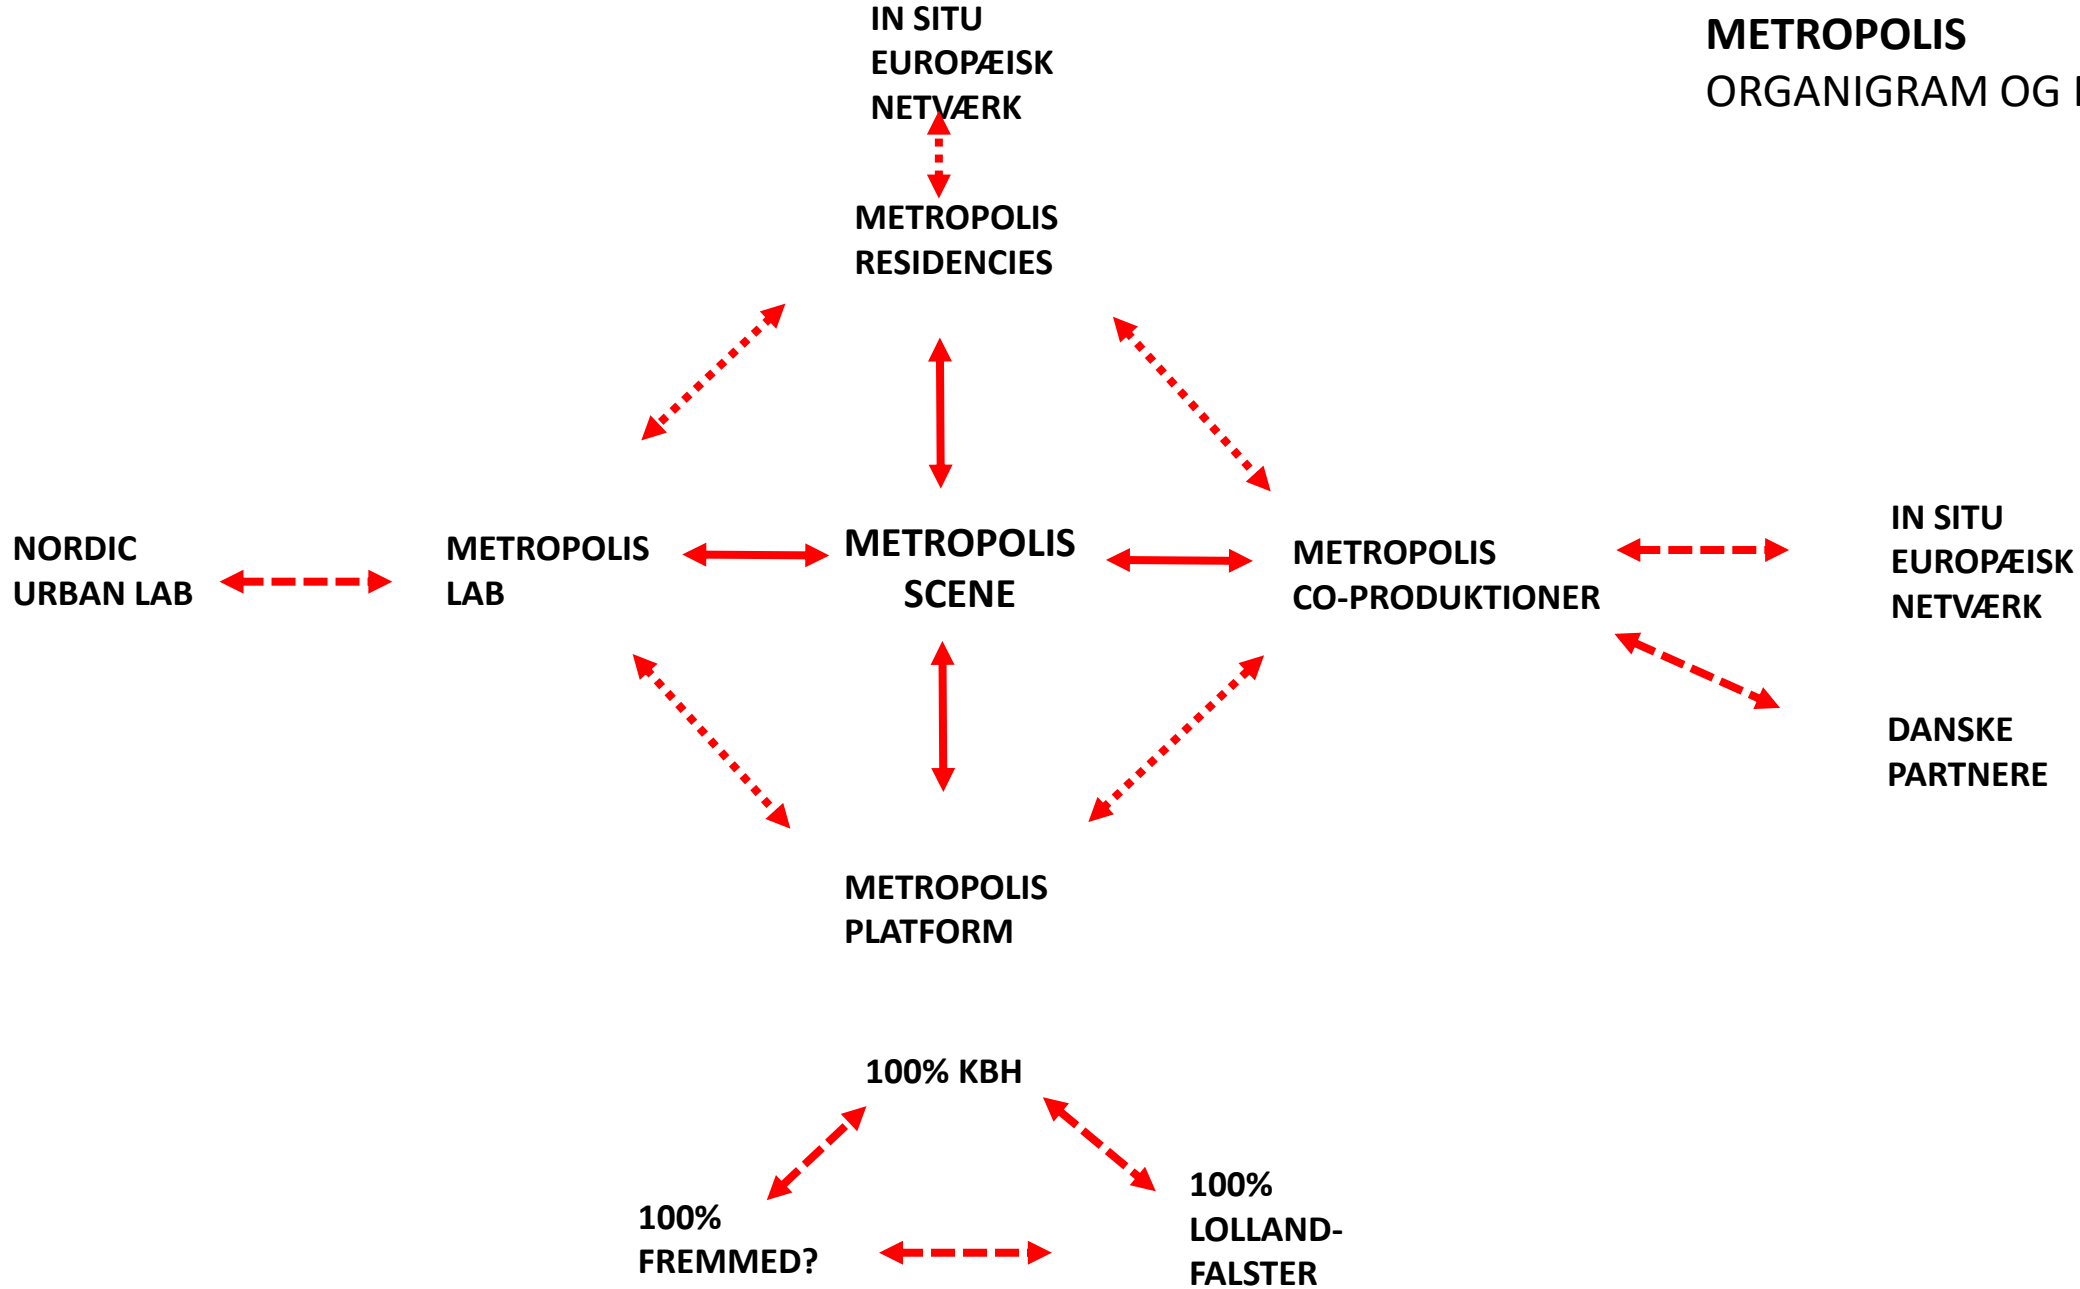 METROPOLIS
ORGANIGRAM OG
IN SITU
EUROPÆISK
NETVÆRK
METROPOLIS
RESIDENCIES
NORDIC
URBAN LAB
METROPOLIS
LAB
METROPOLIS
SCENE
METROPOLIS
CO-PRODUKTIONER
IN SITU
EUROPÆISK
NETVÆRK
DANSKE
PARTNERE
METROPOLIS
PLATFORM
100% KBH
100%
FREMMED?
100%
LOLLAND-
FALSTER